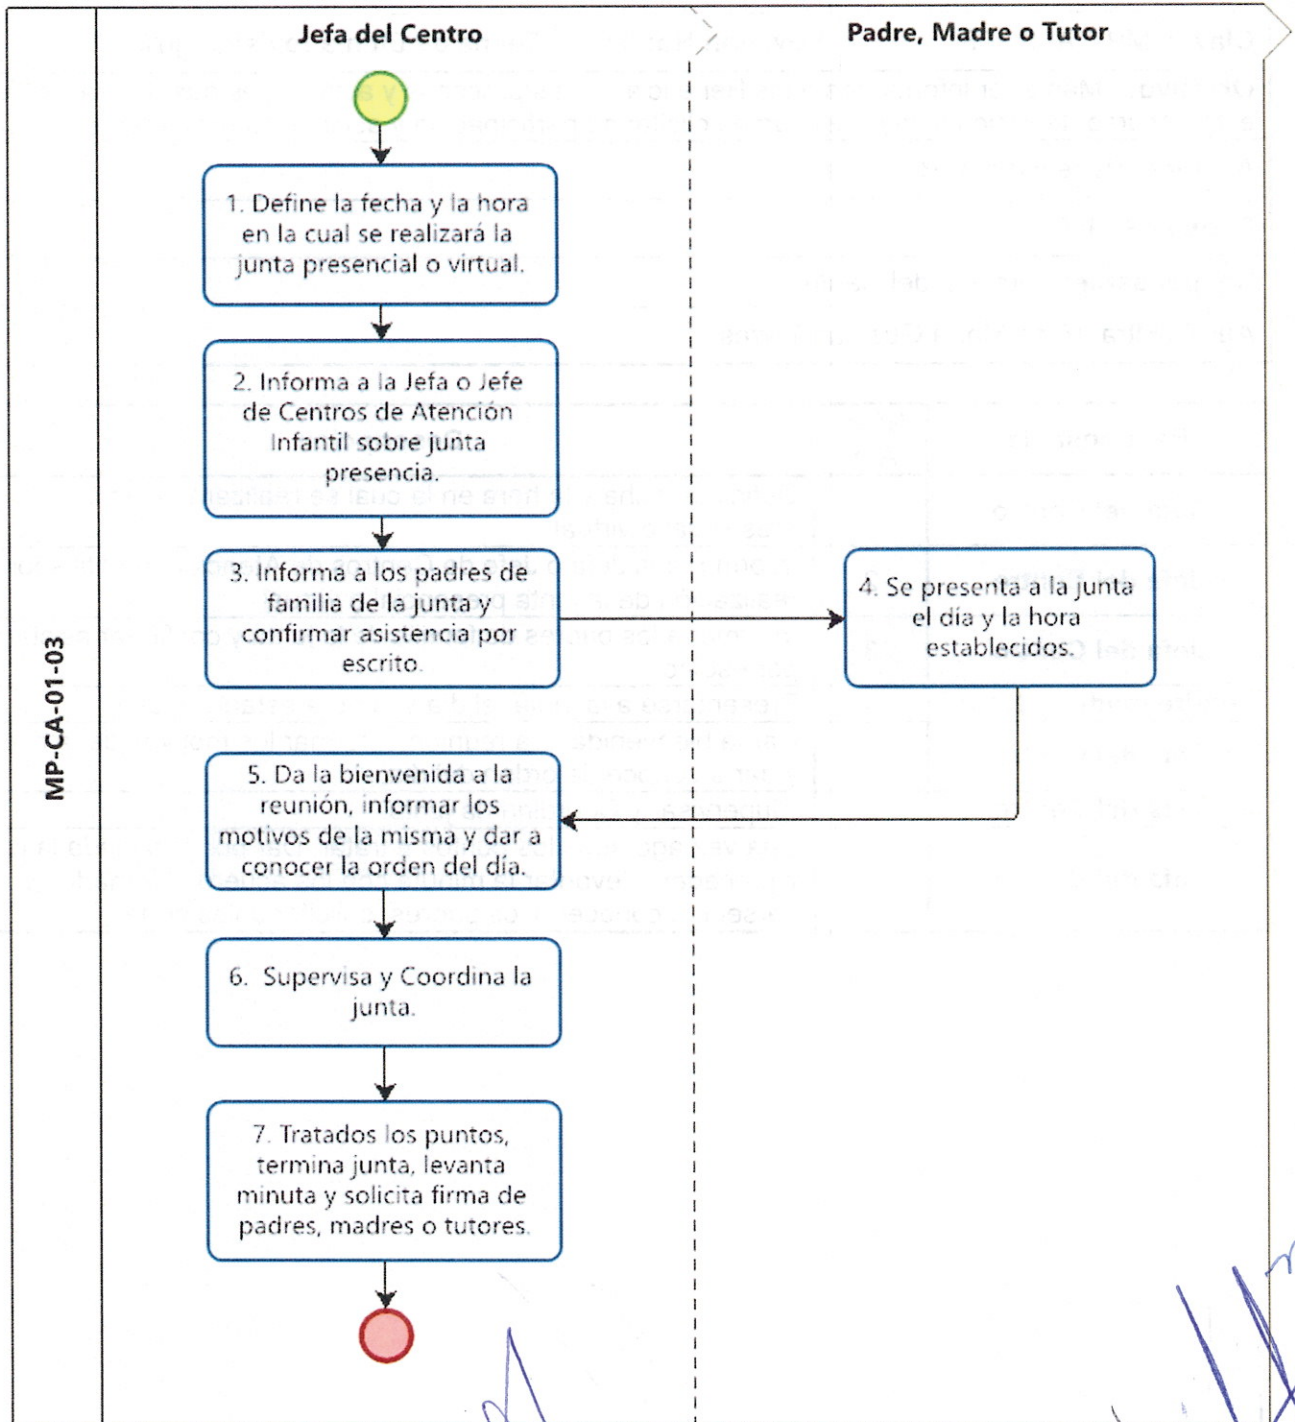 Jefa del Centro
Padre, Madre o Tutor
MP-CA-01-03
1. Define la fecha y la hora
en la cual se realizará la
junta presencial o virtual.
2. Informa a la Jefa o Jefe
de Centros de Atención
Infantil sobre junta
presencia.
3. Informa a los padres de
familia de la junta y
confirmar asistencia por
escrito.
4. Se presenta a la junta
el día y la hora
establecidos.
5. Da la bienvenida a la
reunión, informar los
motivos de la misma y dar a
conocer la orden del día.
6. Supervisa y Coordina la
junta.
7. Tratados los puntos,
termina junta, levanta
minuta y solicita firma de
padres, madres o tutores.